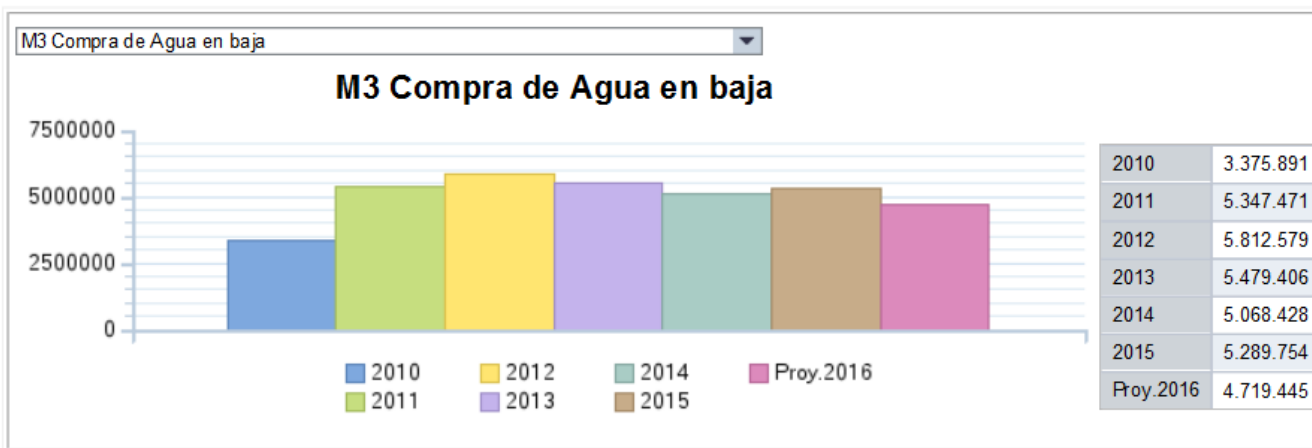 M3 Compra de Agua en baja
M3 Compra de Agua en baja
7500000
5000000
2500000
0
2010 2012 2014 Proy.2016
2011 2013 2015
2010 3.375.891
2011 5.347.471
2012 5.812.579
2013 5.479.406
2014 5.068.428
2015 5.289.754
Proy.2016 4.719.445